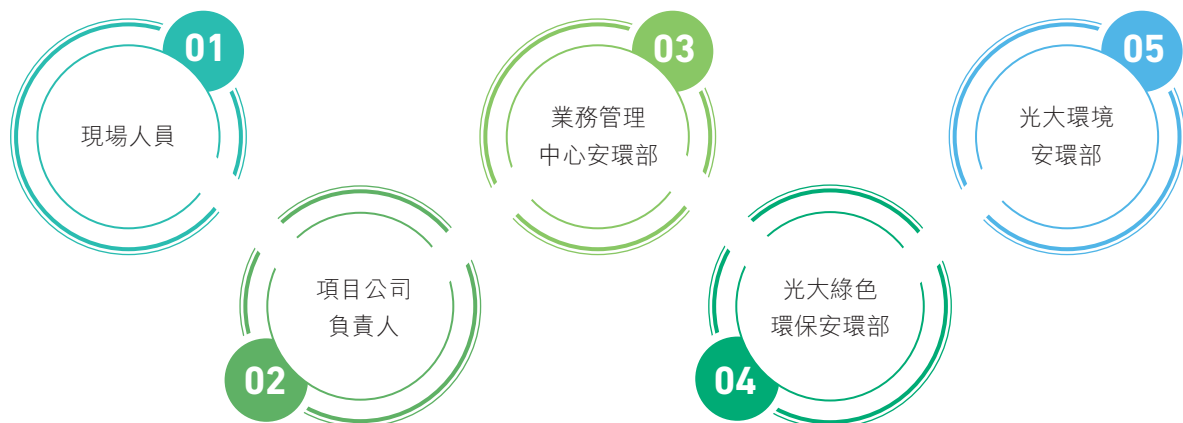 01
現場人員
02
項目公司
負責人
03
業務管理
中心安環部
04
光大綠色
環保安環部
05
光大環境
安環部